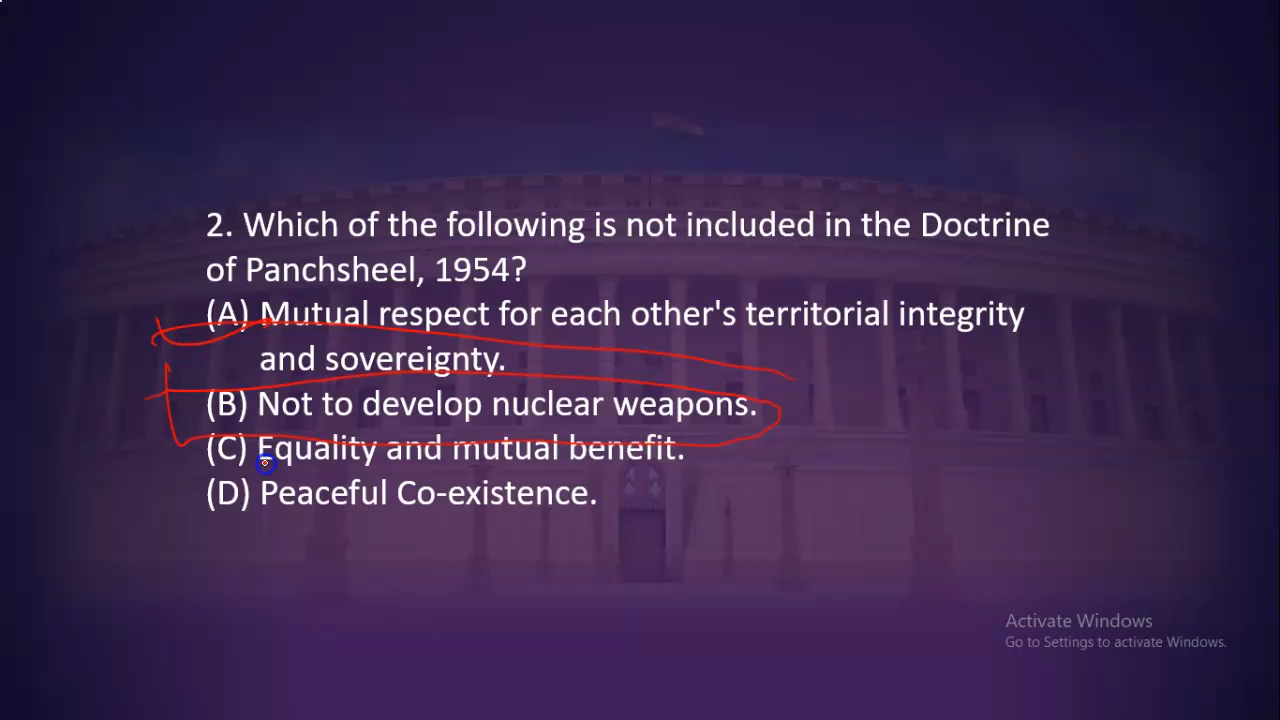 2. Which of the following is not included in the Doctrine
of Panchsheel, 1954?
(A) Mutual respect for each other's territorial integrity
and sovereignty.
(B) Not to develop nuclear weapons.
(C) Equality and mutual benefit.
(D) Peaceful Co-existence.
Activate Windows
Go to Settings to activate Windows.